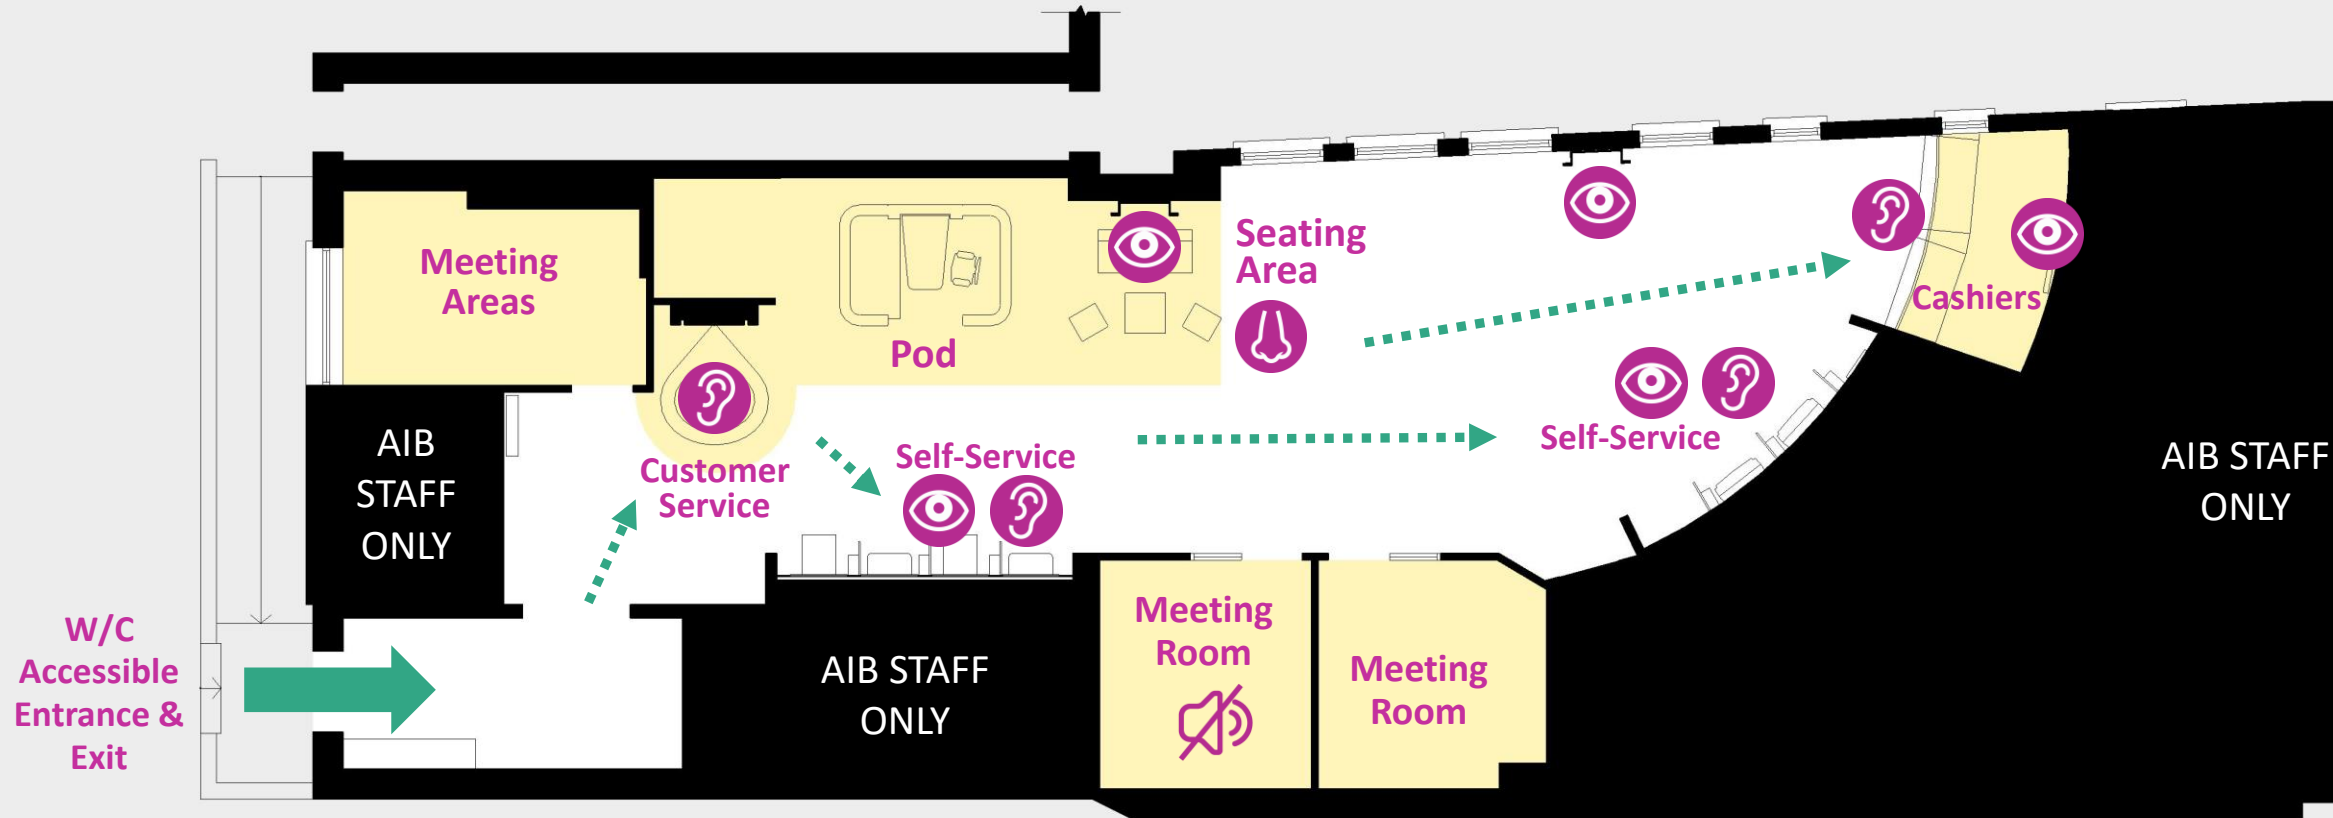 Meeting
Areas
Seating
Area
Cashiers
Pod
AIB
STAFF
ONLY
Customer
Service
Self-Service
Self-Service
AIB STAFF
ONLY
W/C
Accessible
Entrance &
Exit
AIB STAFF
ONLY
Meeting
Room
Meeting
Room